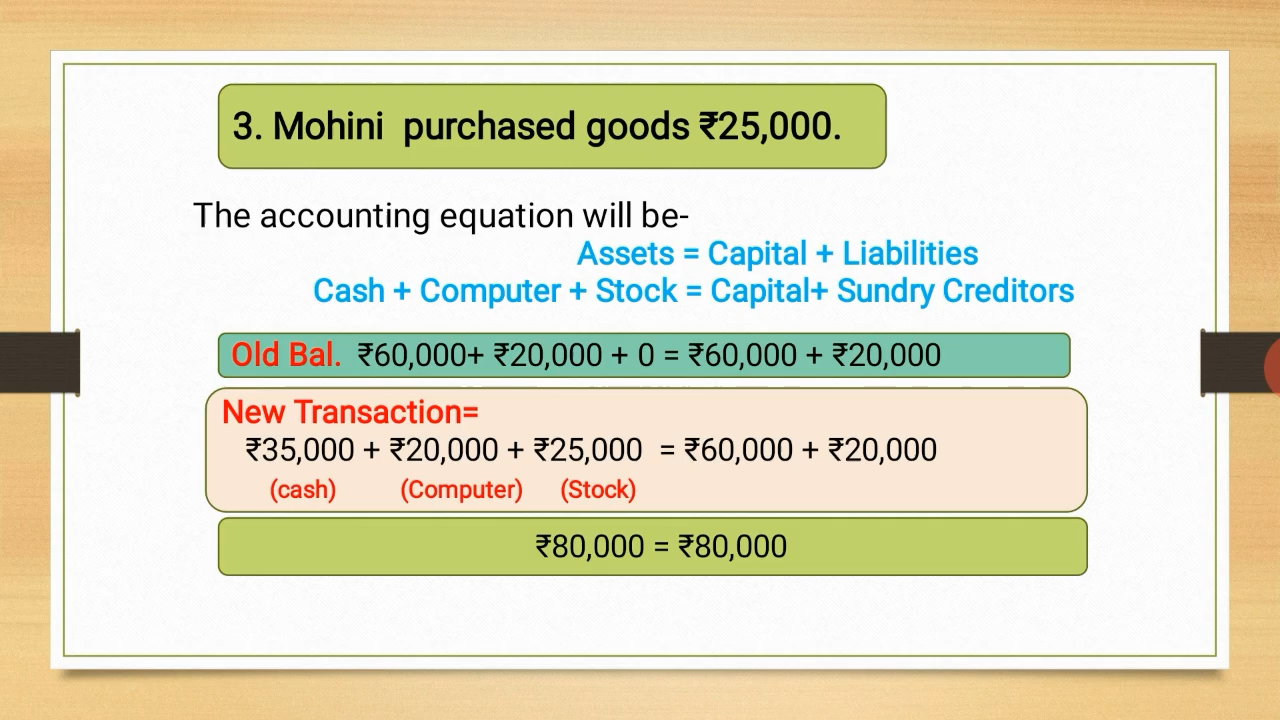 3. Mohini purchased goods ₹25,000.
The accounting equation will be-
Assets = Capital + Liabilities
Cash + Computer + Stock = Capital+ Sundry Creditors
Old Bal. ₹60,000+ ₹20,000 + 0 = ₹60,000 + ₹20,000
New Transaction=
₹35,000 + ₹20,000 + ₹25,000 = ₹60,000 + ₹20,000
(cash) (Computer) (Stock)
₹80,000 = ₹80,000